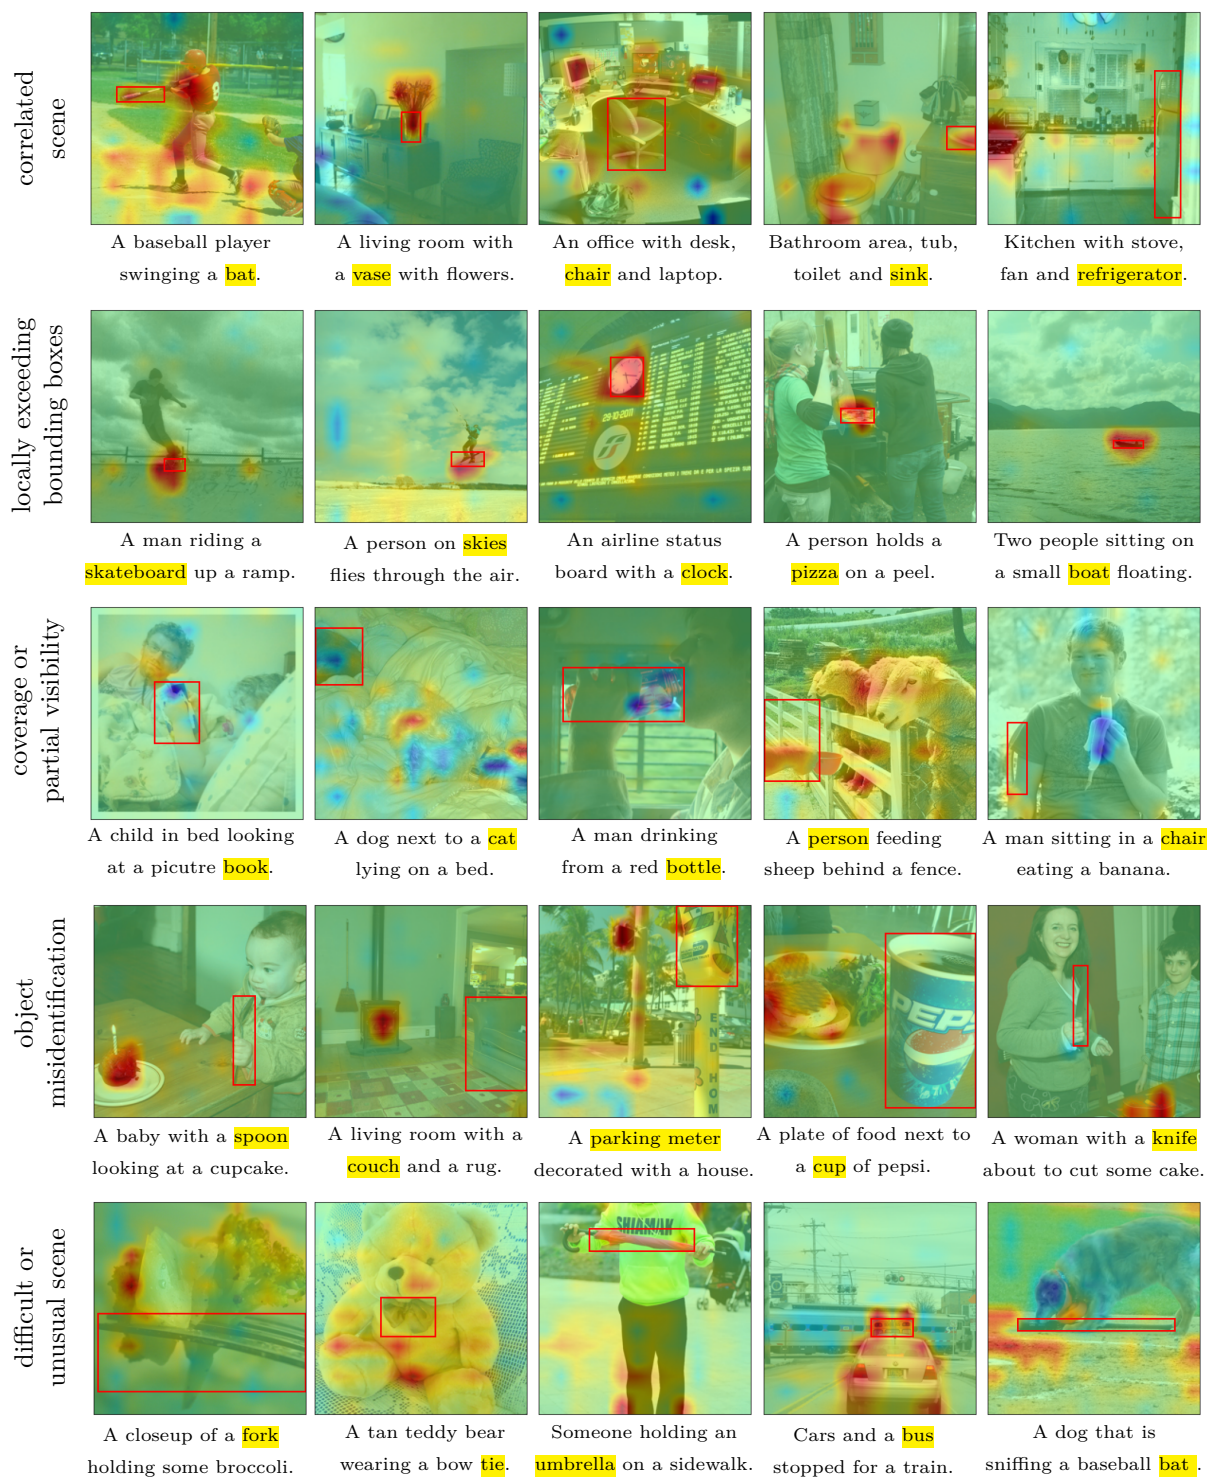 correlated
scene
A baseball player
swinging a bat.
A living room with
a vase with flowers.
An office with desk,
chair and laptop.
Bathroom area, tub,
toilet and sink.
Kitchen with stove,
fan and refrigerator.
locally exceeding
bounding boxes
29-10-2011
A man riding a
skateboard up a ramp.
A person on skies
flies through the air.
An airline status
board with a clock.
A person holds a
pizza on a peel.
Two people sitting on
a small boat floating.
coverage or
partial visibility
A child in bed looking
at a picutre book.
A dog next to a cat
lying on a bed.
A man drinking
from a red bottle.
A person feeding
sheep behind a fence.
A man sitting in a chair
eating a banana.
object
misidentification
END HOM
PEPS
A baby with a spoon
looking at a cupcake.
A living room with a
couch and a rug.
A parking meter
decorated with a house.
A plate of food next to
a cup of pepsi.
A woman with a knife
about to cut some cake.
difficult or
unusual scene
SHIAMAK
A closeup of a fork
holding some broccoli.
A tan teddy bear
wearing a bow tie.
Someone holding an
umbrella on a sidewalk.
Cars and a bus
stopped for a train.
A dog that is
sniffing a baseball bat .